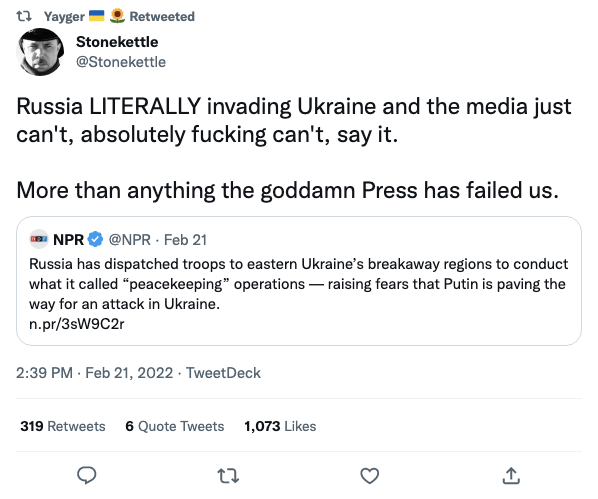 Yayger 🇺🇦 🌻 Retweeted
Stonekettle
@Stonekettle
Russia LITERALLY invading Ukraine and the media just
can't, absolutely fucking can't, say it.
More than anything the goddamn Press has failed us.
npr NPR @NPR · Feb 21
Russia has dispatched troops to eastern Ukraine’s breakaway regions to conduct
what it called “peacekeeping” operations — raising fears that Putin is paving the
way for an attack in Ukraine.
n.pr/3sW9C2r
2:39 PM · Feb 21, 2022 · TweetDeck
319 Retweets 6 Quote Tweets 1,073 Likes